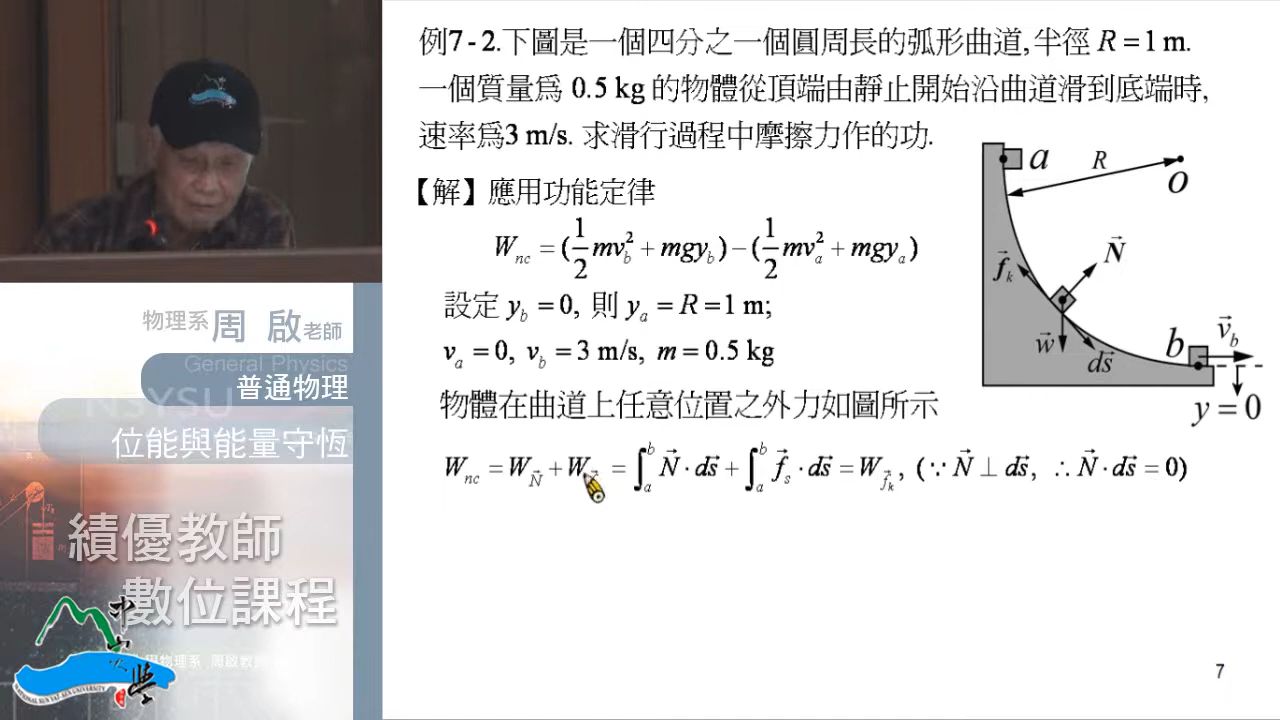 例7-2.下圖是一個四分之一個圓周長的弧形曲道,半徑 R = 1 m.
一個質量為 0.5 kg 的物體從頂端由靜止開始沿曲道滑到底端時,
速率為3 m/s. 求滑行過程中摩擦力作的功.
【解】應用功能定律
W_nc = (1/2 mv_b^2 + mgy_b) − (1/2 mv_a^2 + mgy_a)
設定 y_b = 0, 則 y_a = R = 1 m;
v_a = 0, v_b = 3 m/s, m = 0.5 kg
物體在曲道上任意位置之外力如圖所示
W_nc = W_N⃗ + W = ∫_a^b N⃗ · ds⃗ + ∫_a^b f⃗_s · ds⃗ = W_f⃗k, (∵ N⃗ ⊥ ds⃗, ∴ N⃗ · ds⃗ = 0)
a
R
O
N⃗
f⃗_k
w⃗
ds⃗
b
v⃗_b
y = 0
7
物理系 周 啟 老師
General Physics
普通物理
NSYSU
位能與能量守恆
績優教師
數位課程
中山大學